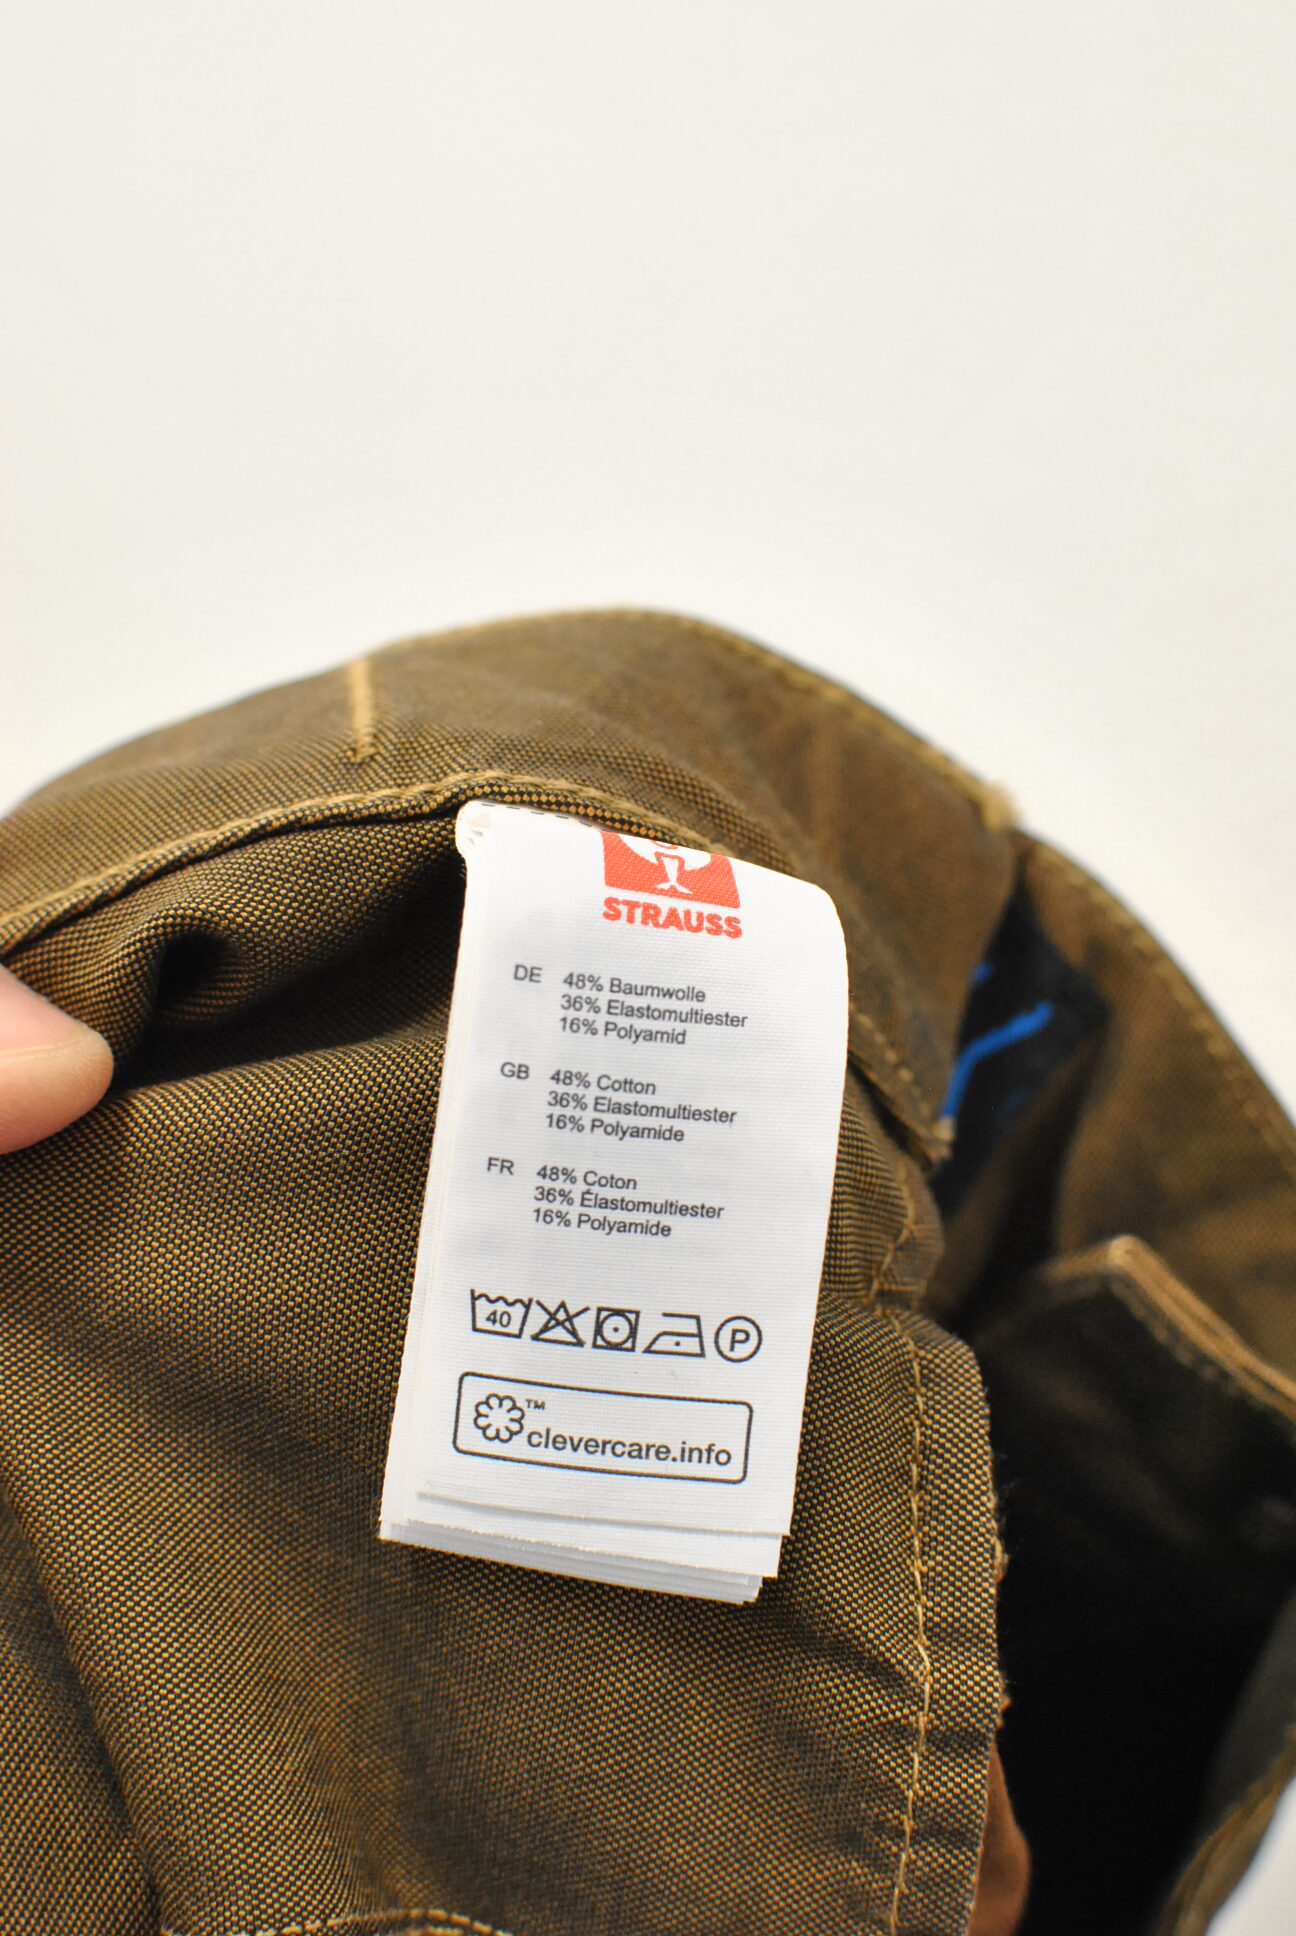 STRAUSS
DE 48% Baumwolle
36% Elastomultiester
16% Polyamid
GB 48% Cotton
36% Elastomultiester
16% Polyamide
FR 48% Coton
36% Élastomultiester
16% Polyamide
40 P
™
clevercare.info